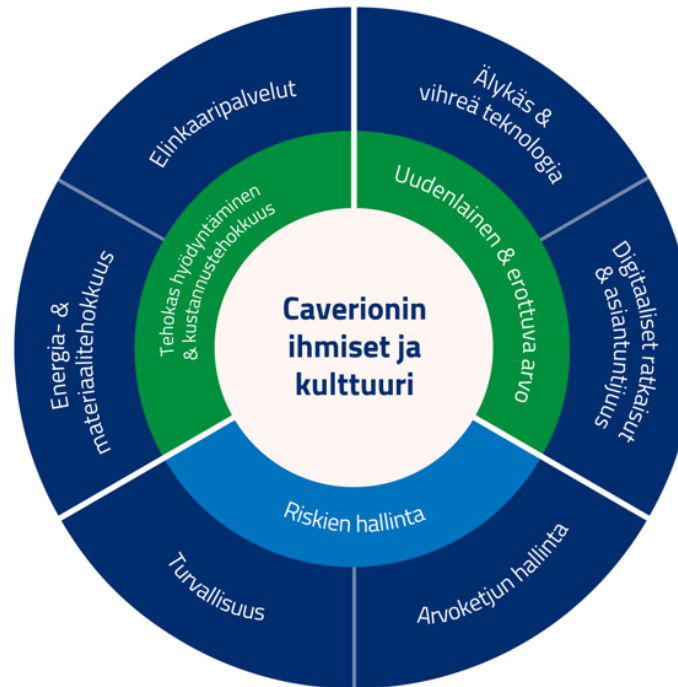 Elinkaaripalvelut
Älykäs &
vihreä teknologia
Tehokas hyödyntäminen
& kustannustehokkuus
Uudenlainen & erottuva arvo
Energia- &
materiaalitehokkuus
Caverionin
ihmiset ja
kulttuuri
Digitaaliset ratkaisut
& asiantuntijuus
Riskien hallinta
Turvallisuus
Arvoketjun hallinta